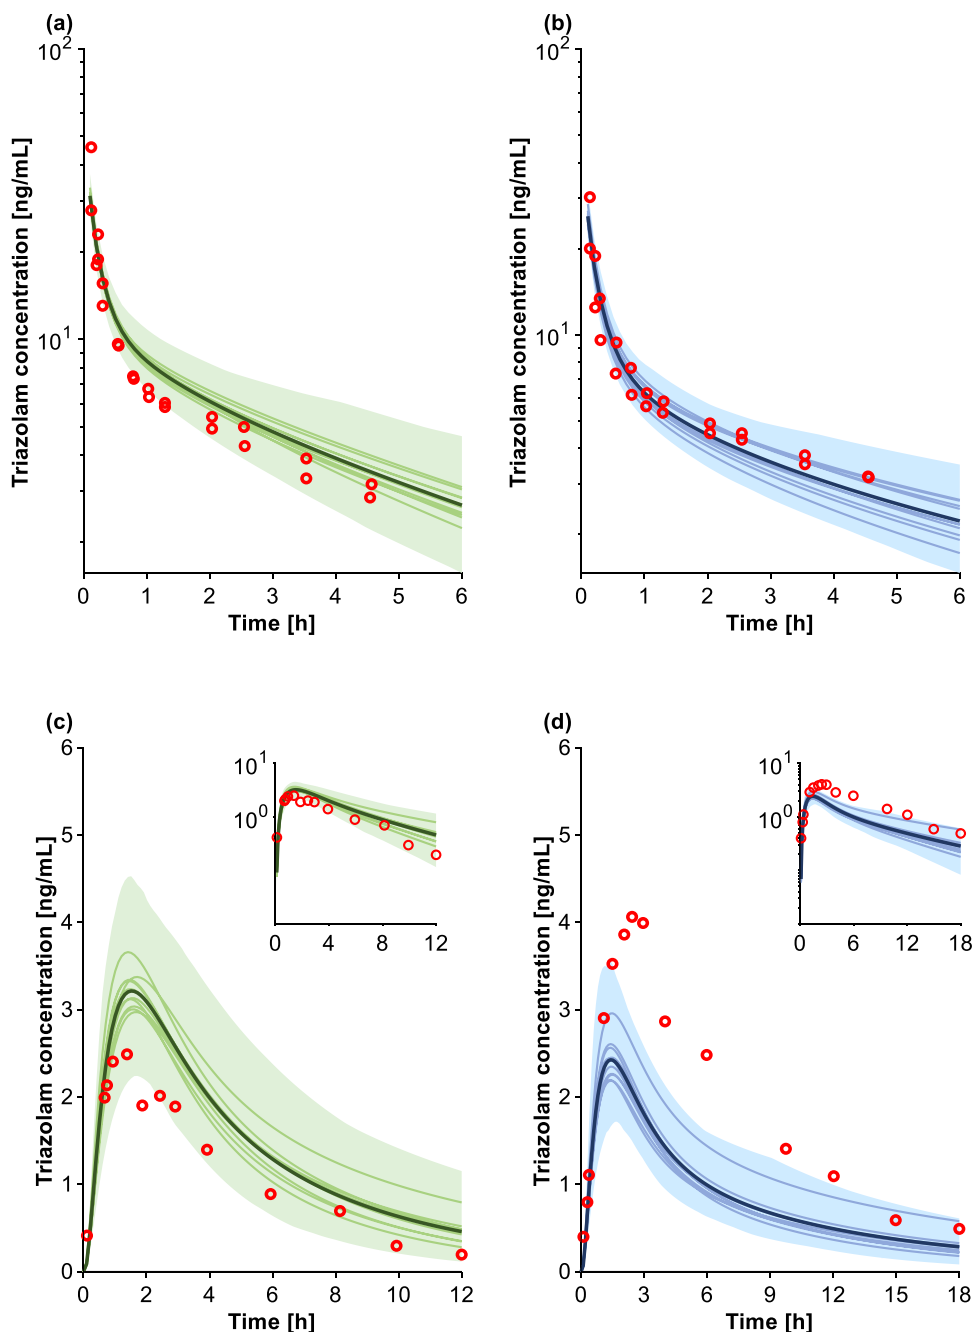 (a)
(b)
10²
10¹
Triazolam concentration [ng/mL]
0 1 2 3 4 5 6
Time [h]
10²
10¹
Triazolam concentration [ng/mL]
0 1 2 3 4 5 6
Time [h]
(c)
(d)
6
5
4
3
2
1
0
Triazolam concentration [ng/mL]
0 2 4 6 8 10 12
Time [h]
10¹
10⁰
0 4 8 12
6
5
4
3
2
1
0
Triazolam concentration [ng/mL]
0 3 6 9 12 15 18
Time [h]
10¹
10⁰
0 6 12 18